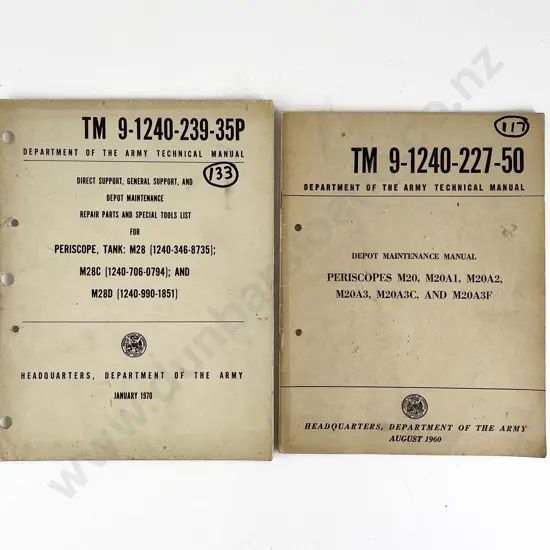 TM 9-1240-239-35P
DEPARTMENT OF THE ARMY TECHNICAL MANUAL
133
DIRECT SUPPORT, GENERAL SUPPORT, AND
DEPOT MAINTENANCE
REPAIR PARTS AND SPECIAL TOOLS LIST
FOR
PERISCOPE, TANK: M28 (1240-346-8735);
M28C (1240-706-0794); AND
M28D (1240-990-1851)
HEADQUARTERS, DEPARTMENT OF THE ARMY
JANUARY 1970
117
TM 9-1240-227-50
DEPARTMENT OF THE ARMY TECHNICAL MANUAL
DEPOT MAINTENANCE MANUAL
PERISCOPES M20, M20A1, M20A2,
M20A3, M20A3C, AND M20A3F
HEADQUARTERS, DEPARTMENT OF THE ARMY
AUGUST 1960